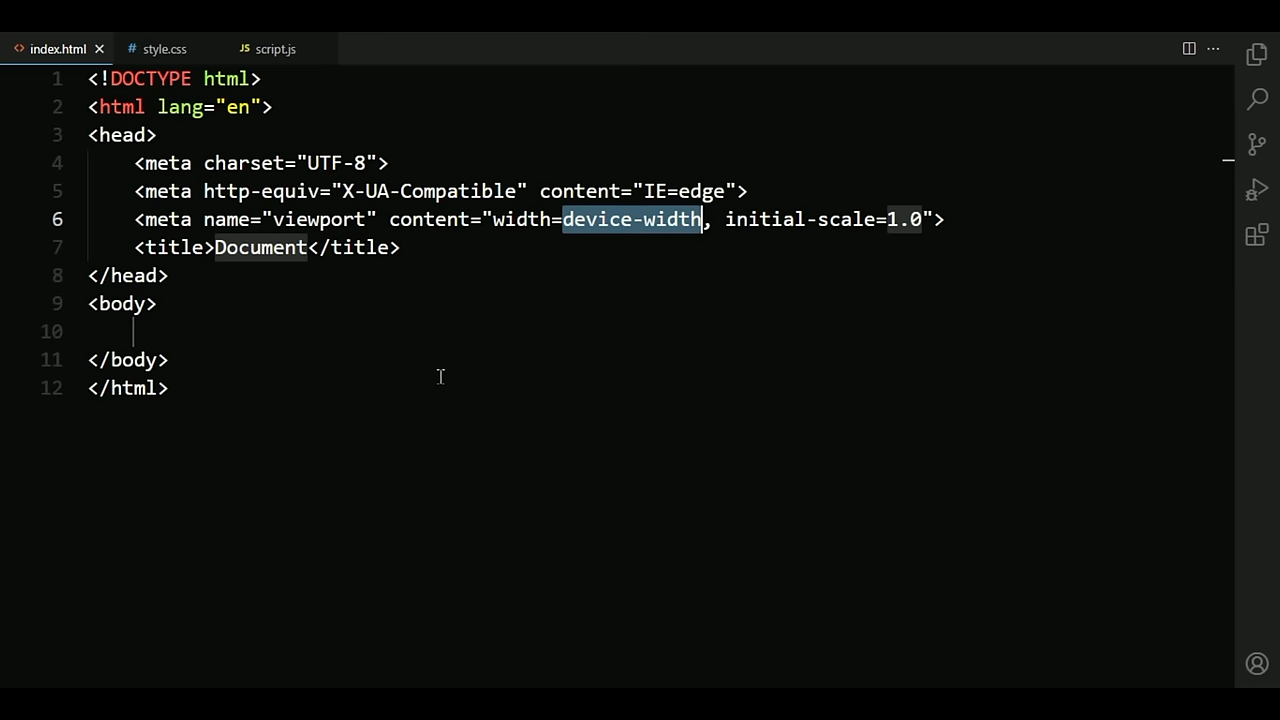 <> index.html × # style.css JS script.js ···
1 <!DOCTYPE html>
2 <html lang="en">
3 <head>
4 <meta charset="UTF-8">
5 <meta http-equiv="X-UA-Compatible" content="IE=edge">
6 <meta name="viewport" content="width=device-width, initial-scale=1.0">
7 <title>Document</title>
8 </head>
9 <body>
10
11 </body>
12 </html>